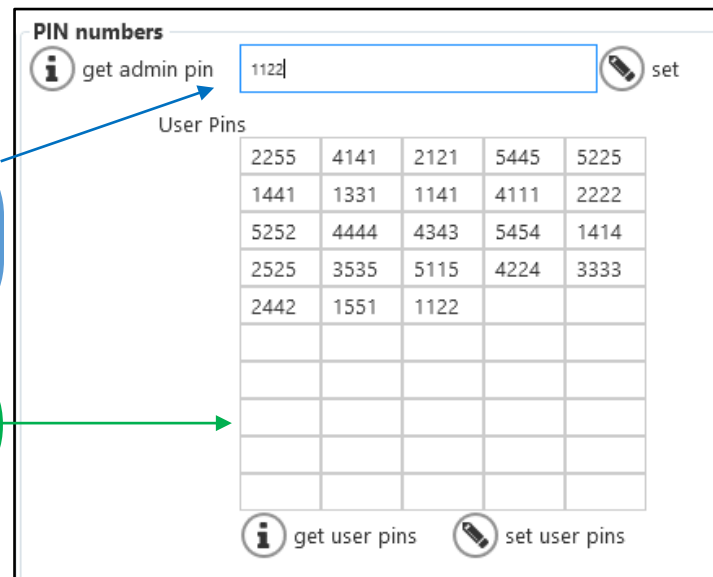 PIN numbers
get admin pin 1122 set
User Pins
2255 4141 2121 5445 5225
1441 1331 1141 4111 2222
5252 4444 4343 5454 1414
2525 3535 5115 4224 3333
2442 1551 1122
get user pins set user pins